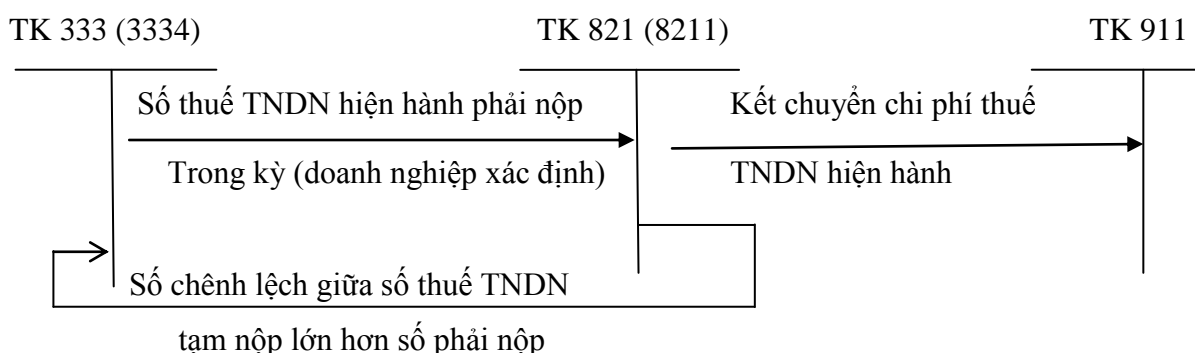 TK 333 (3334)
TK 821 (8211)
TK 911
Số thuế TNDN hiện hành phải nộp
Kết chuyển chi phí thuế
Trong kỳ (doanh nghiệp xác định)
TNDN hiện hành
Số chênh lệch giữa số thuế TNDN
tạm nộp lớn hơn số phải nộp